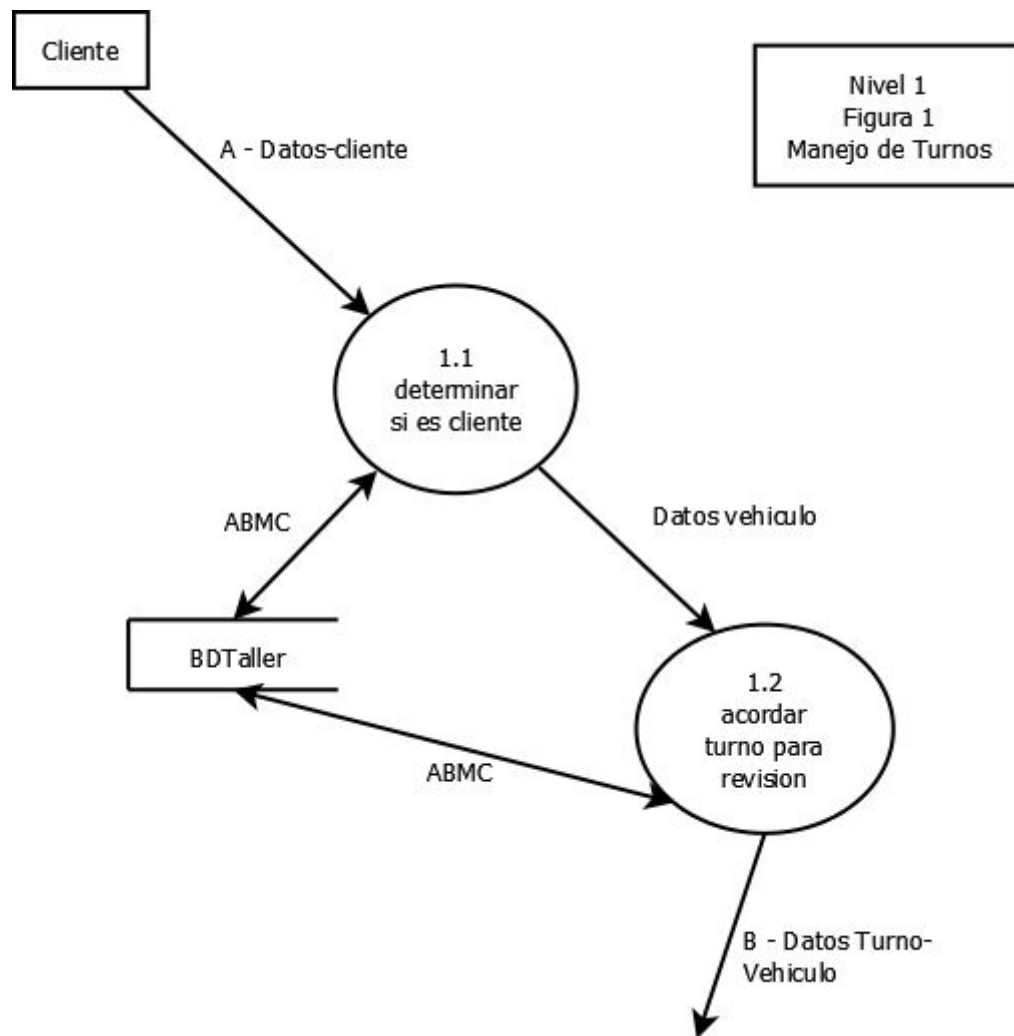 Cliente
Nivel 1
Figura 1
Manejo de Turnos
A - Datos-cliente
1.1
determinar
si es cliente
ABMC
Datos vehiculo
BDTaller
1.2
acordar
turno para
revision
ABMC
B - Datos Turno-
Vehiculo